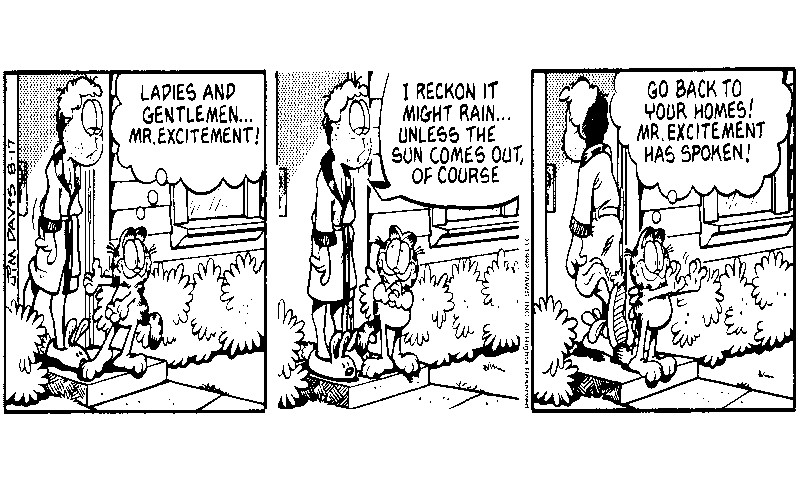 JIM DAVIS 8-17
LADIES AND
GENTLEMEN...
MR. EXCITEMENT!
I RECKON IT
MIGHT RAIN...
UNLESS THE
SUN COMES OUT,
OF COURSE
GO BACK TO
YOUR HOMES!
MR. EXCITEMENT
HAS SPOKEN!